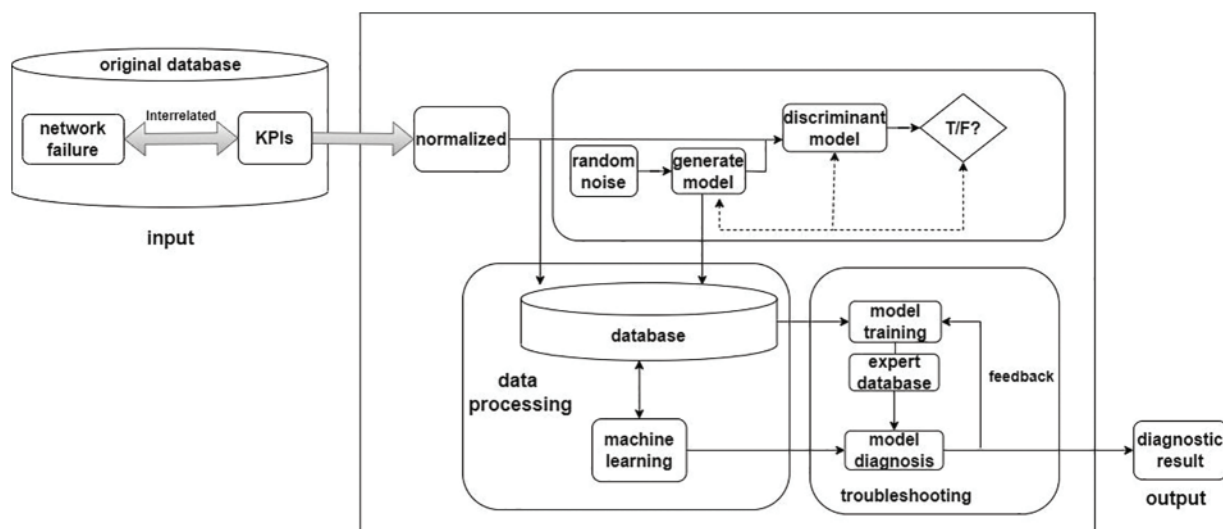 original database
Interrelated
network
failure
KPIs
input
normalized
random
noise
generate
model
discriminant
model
T/F?
database
data
processing
machine
learning
model
training
expert
database
feedback
model
diagnosis
troubleshooting
diagnostic
result
output